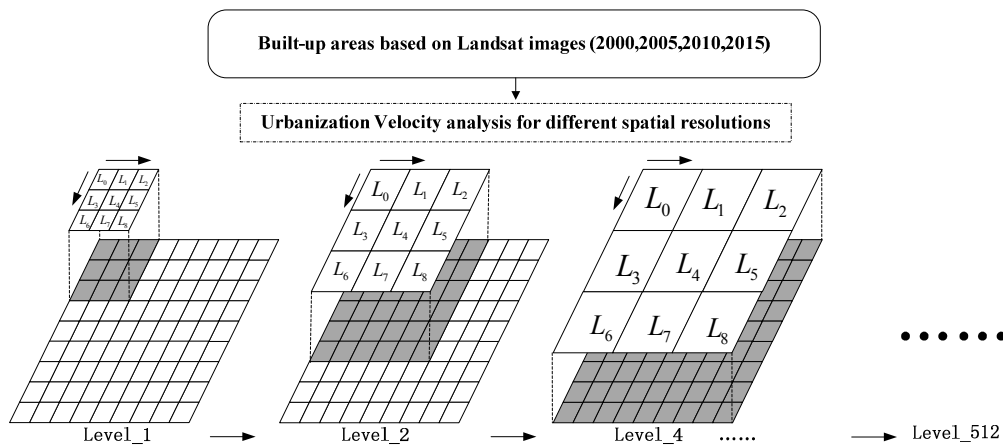 Built-up areas based on Landsat images (2000,2005,2010,2015)
Urbanization Velocity analysis for different spatial resolutions
L₀ L₁ L₂
L₃ L₄ L₅
L₆ L₇ L₈
L₀ L₁ L₂
L₃ L₄ L₅
L₆ L₇ L₈
L₀ L₁ L₂
L₃ L₄ L₅
L₆ L₇ L₈
••••••
Level_1 Level_2 Level_4 …… Level_512